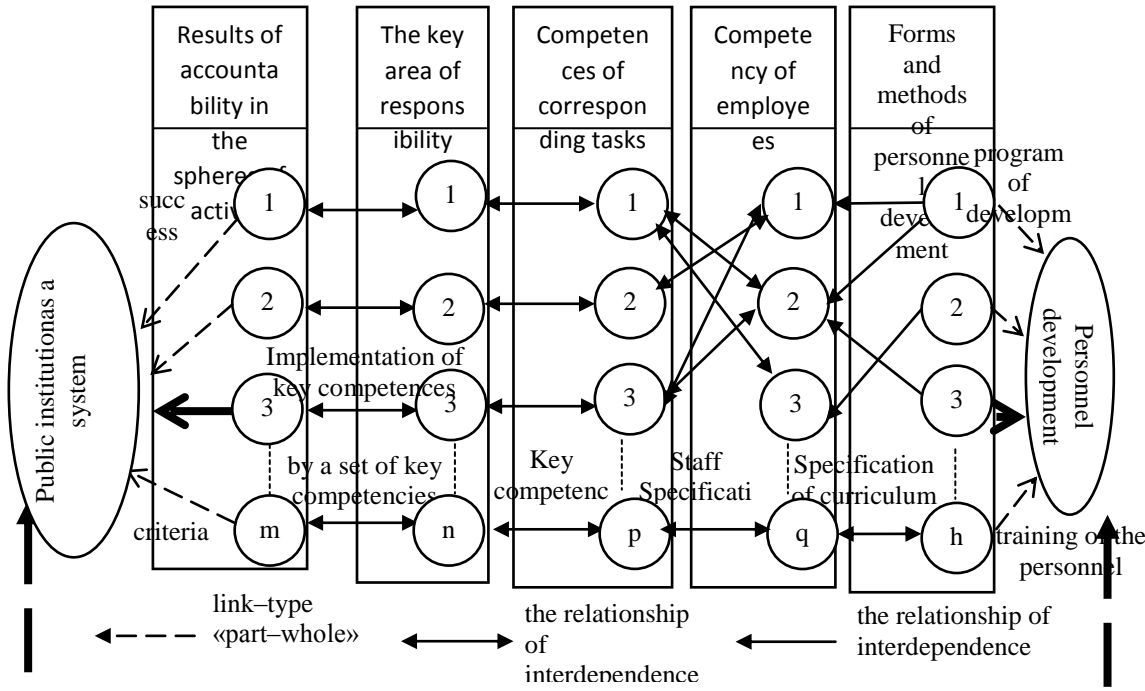 Results of
accounta
bility in
the
spheres of
activ
The key
area of
respons
ibility
Competen
ces of
correspon
ding tasks
Compete
ncy of
employe
es
Forms
and
methods
of
personne
l
deve
ment
program
of
developm
succ
ess
1
1
1
1
1
2
2
2
2
2
Implementation of
key competences
3
3
3
3
3
by a set of key
competencies
Key
competenc
Staff
Specificati
Specification
of curriculum
criteria
m
n
p
q
h
training of the
personnel
Public institutionas a
system
Personnel
development
link–type
«part–whole»
the relationship
of
interdependence
the relationship of
interdependence